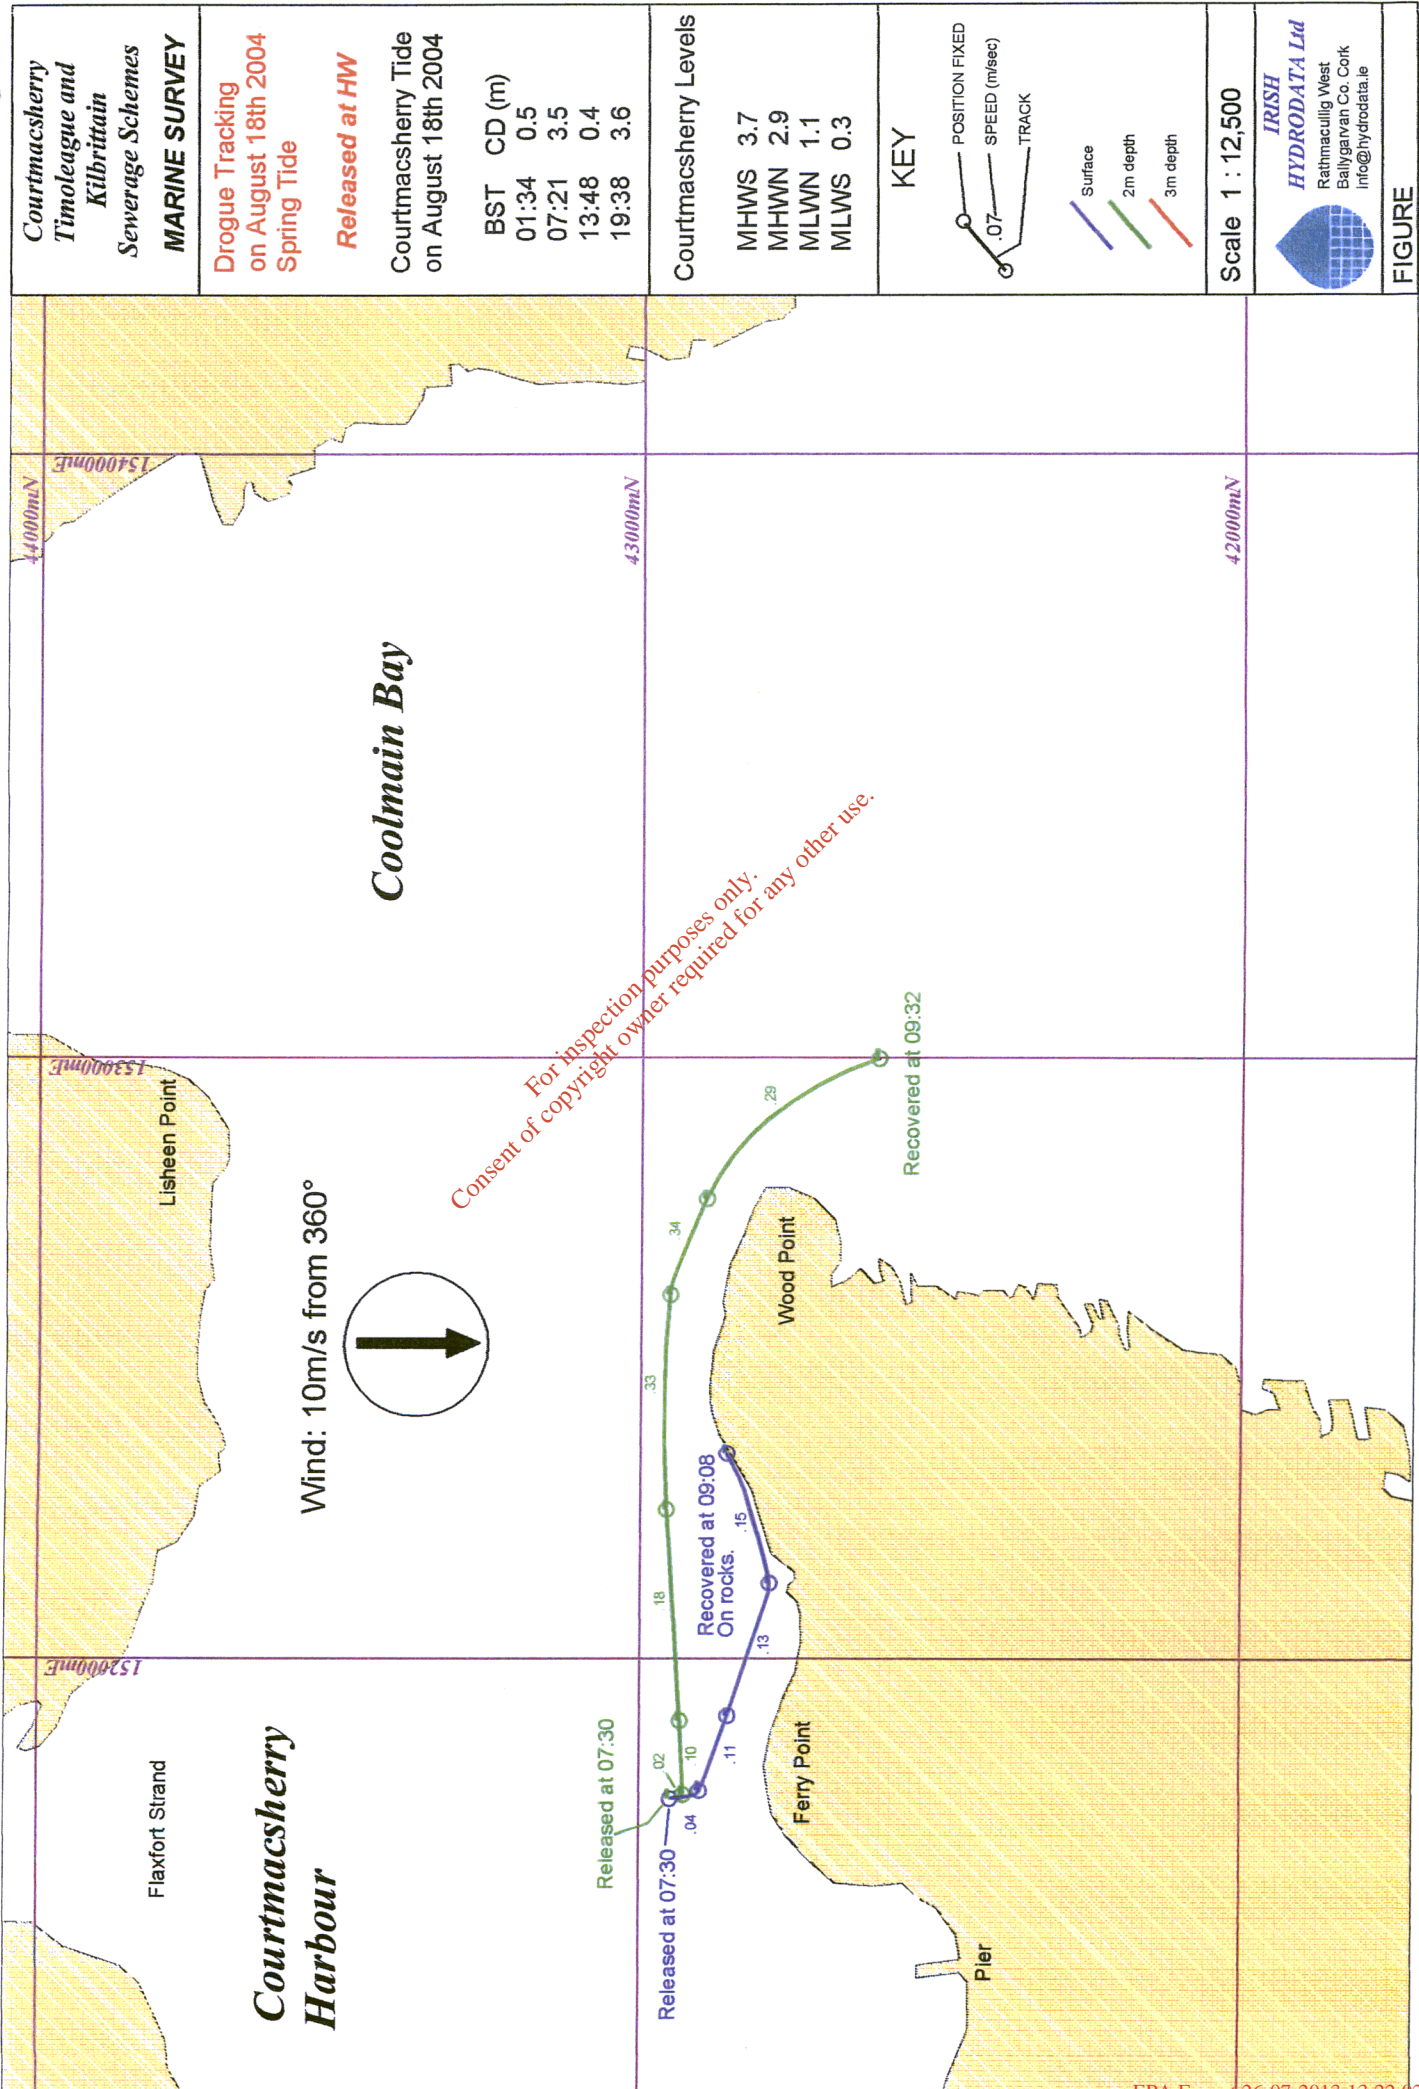 Courtmacsherry
Timoleague and
Kilbrittain
Sewerage Schemes
MARINE SURVEY
Drogue Tracking
on August 18th 2004
Spring Tide
Released at HW
Courtmacsherry Tide
on August 18th 2004
BST CD (m)
01:34 0.5
07:21 3.5
13:48 0.4
19:38 3.6
Courtmacsherry Levels
MHWS 3.7
MHWN 2.9
MLWN 1.1
MLWS 0.3
KEY
POSITION FIXED
.07
SPEED (m/sec)
TRACK
Surface
2m depth
3m depth
Scale 1 : 12,500
IRISH
HYDRODATA Ltd
Rathmacullig West
Ballygarvan Co. Cork
info@hydrodata.ie
FIGURE
44000mN
43000mN
42000mN
154000mE
153000mE
152000mE
Coolmain Bay
Lisheen Point
Wind: 10m/s from 360°
For inspection purposes only.
Consent of copyright owner required for any other use.
Flaxfort Strand
Courtmacsherry
Harbour
Released at 07:30
Released at 07:30
.02
.10
.18
.33
.34
.29
Recovered at 09:32
.04
.11
.13
.15
Recovered at 09:08
On rocks.
Wood Point
Ferry Point
Pier